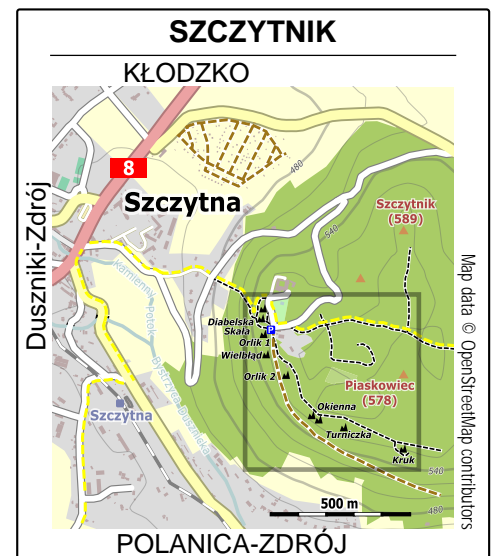 SZCZYTNIK
KŁODZKO
Duszniki-Zdrój
8
480
Szczytna
Szczytnik
(589)
540
Kamienny Potok
Bystrzyca Dusznicka
P
Diabelska
Skała
Orlik 1
Wielbłąd
Orlik 2
Piaskowiec
(578)
Okienna
Turniczka
Kruk
Szczytna
540
500 m
480
Map data © OpenStreetMap contributors
POLANICA-ZDRÓJ